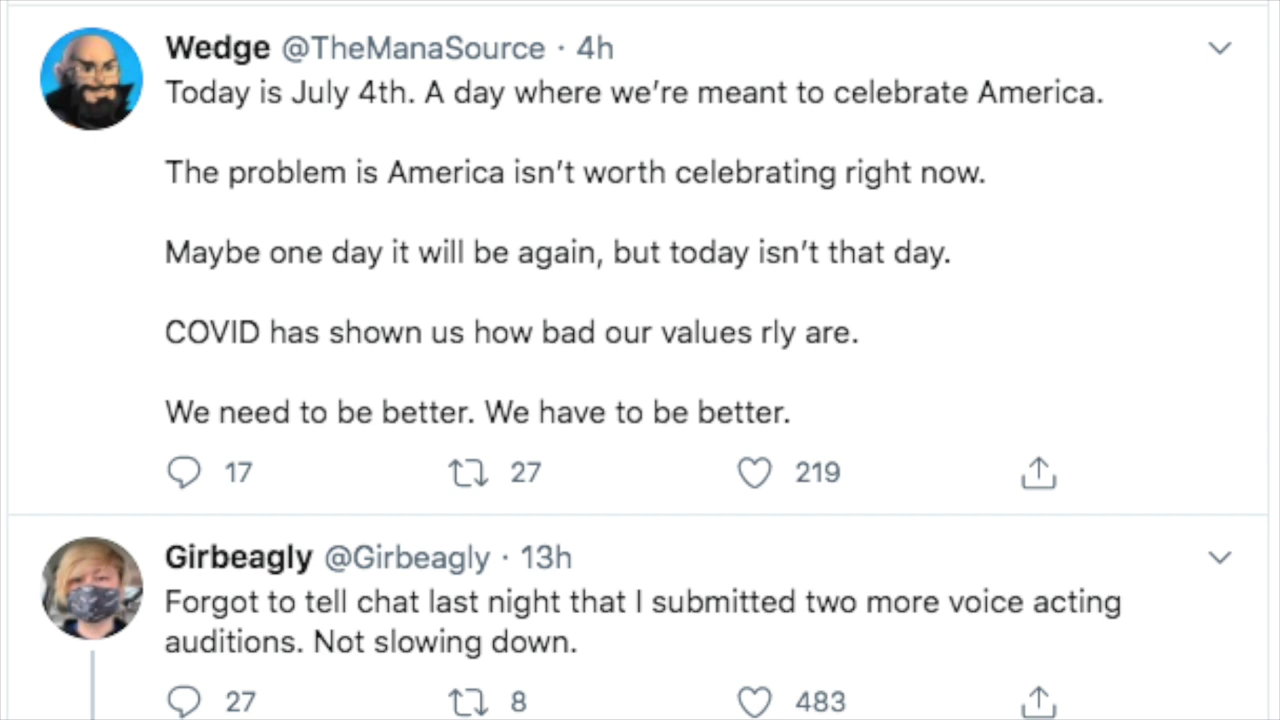 Wedge @TheManaSource · 4h
Today is July 4th. A day where we’re meant to celebrate America.
The problem is America isn’t worth celebrating right now.
Maybe one day it will be again, but today isn’t that day.
COVID has shown us how bad our values rly are.
We need to be better. We have to be better.
17 27 219
Girbeagly @Girbeagly · 13h
Forgot to tell chat last night that I submitted two more voice acting
auditions. Not slowing down.
27 8 483